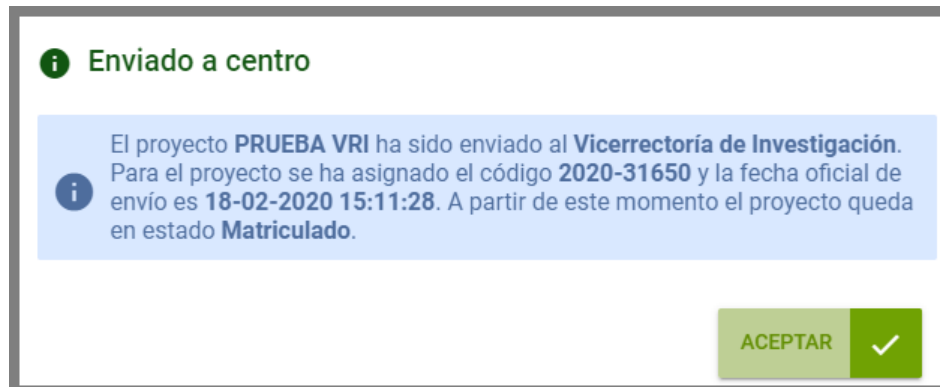 Enviado a centro
El proyecto PRUEBA VRI ha sido enviado al Vicerrectoría de Investigación.
Para el proyecto se ha asignado el código 2020-31650 y la fecha oficial de
envío es 18-02-2020 15:11:28. A partir de este momento el proyecto queda
en estado Matriculado.
ACEPTAR